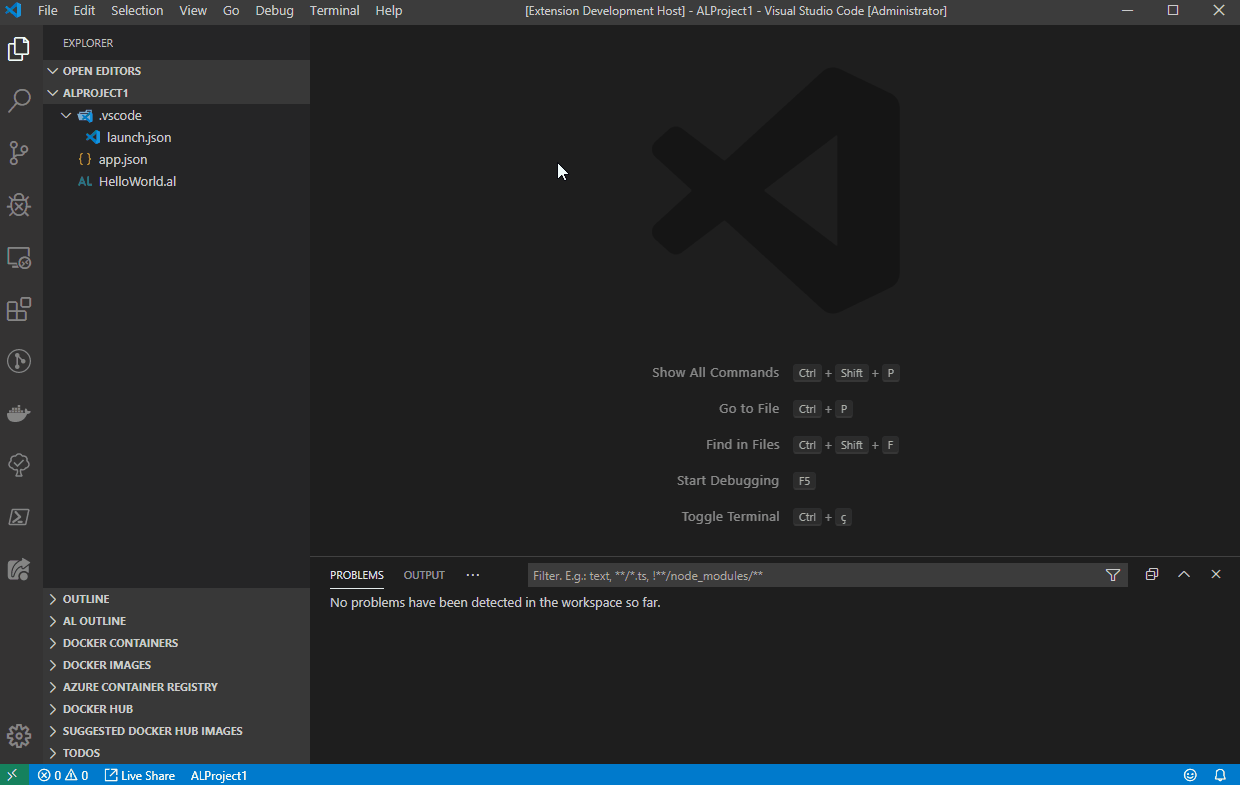 File Edit Selection View Go Debug Terminal Help
[Extension Development Host] - ALProject1 - Visual Studio Code [Administrator]
EXPLORER
OPEN EDITORS
ALPROJECT1
.vscode
launch.json
{ } app.json
AL HelloWorld.al
OUTLINE
AL OUTLINE
DOCKER CONTAINERS
DOCKER IMAGES
AZURE CONTAINER REGISTRY
DOCKER HUB
SUGGESTED DOCKER HUB IMAGES
TODOS
Show All Commands Ctrl + Shift + P
Go to File Ctrl + P
Find in Files Ctrl + Shift + F
Start Debugging F5
Toggle Terminal Ctrl + ç
PROBLEMS OUTPUT ··· Filter. E.g.: text, **/*.ts, !**/node_modules/**
No problems have been detected in the workspace so far.
0 0 Live Share ALProject1